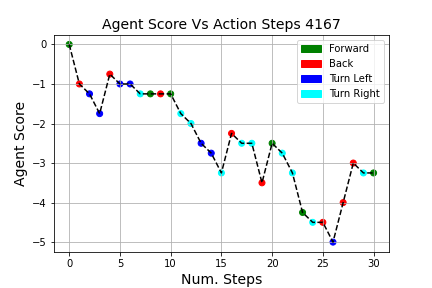 Agent Score Vs Action Steps 4167
Agent Score
0
−1
−2
−3
−4
−5
Forward
Back
Turn Left
Turn Right
0 5 10 15 20 25 30
Num. Steps